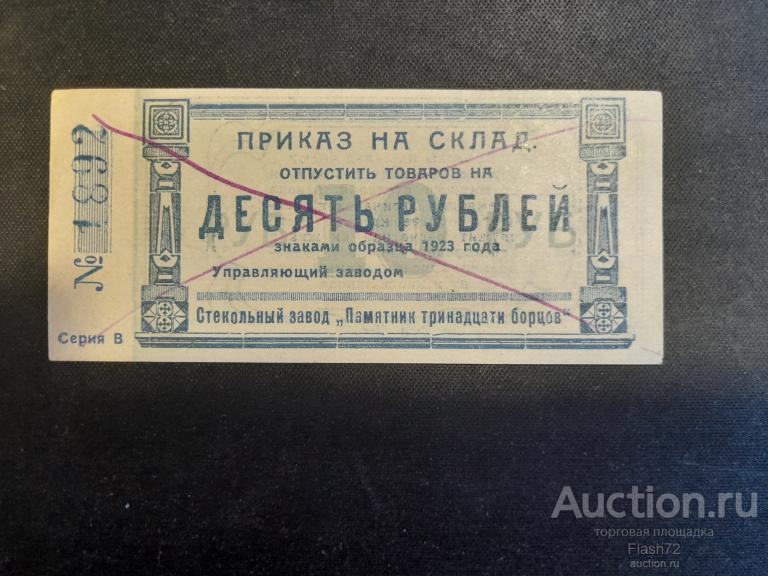 № 1892
ПРИКАЗ НА СКЛАД.
ОТПУСТИТЬ ТОВАРОВ НА
ДЕСЯТЬ РУБЛЕЙ
знаками образца 1923 года
Управляющий заводом
Стекольный завод „Памятник тринадцати борцов"
Серия В
Auction.ru
торговая площадка
Flash72
auction.ru